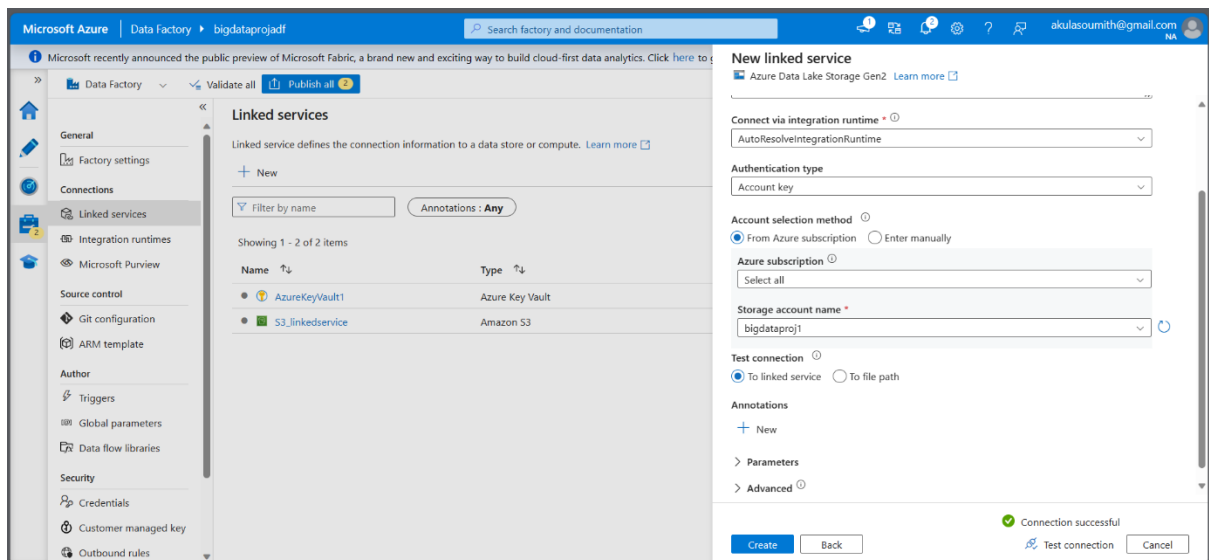 Microsoft Azure Data Factory bigdataprojadf Search factory and documentation 1 2 ? akulasoumith@gmail.com
NA
Microsoft recently announced the public preview of Microsoft Fabric, a brand new and exciting way to build cloud-first data analytics. Click here to
» Data Factory Validate all Publish all 2
«
General
Factory settings
Connections
Linked services
Integration runtimes
Microsoft Purview
Source control
Git configuration
ARM template
Author
Triggers
Global parameters
Data flow libraries
Security
Credentials
Customer managed key
Outbound rules
2
Linked services
Linked service defines the connection information to a data store or compute. Learn more
+ New
Filter by name Annotations : Any
Showing 1 - 2 of 2 items
Name ↑↓ Type ↑↓
AzureKeyVault1 Azure Key Vault
S3_linkedservice Amazon S3
New linked service
Azure Data Lake Storage Gen2 Learn more
Connect via integration runtime *
AutoResolveIntegrationRuntime
Authentication type
Account key
Account selection method
From Azure subscription Enter manually
Azure subscription
Select all
Storage account name *
bigdataproj1
Test connection
To linked service To file path
Annotations
+ New
> Parameters
> Advanced
Connection successful
Create Back Test connection Cancel